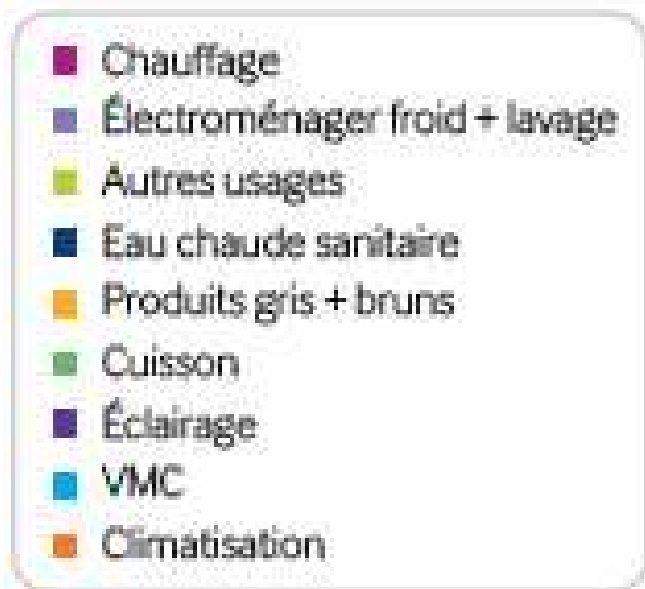 Chauffage
Électroménager froid + lavage
Autres usages
Eau chaude sanitaire
Produits gris + bruns
Cuisson
Éclairage
VMC
Climatisation